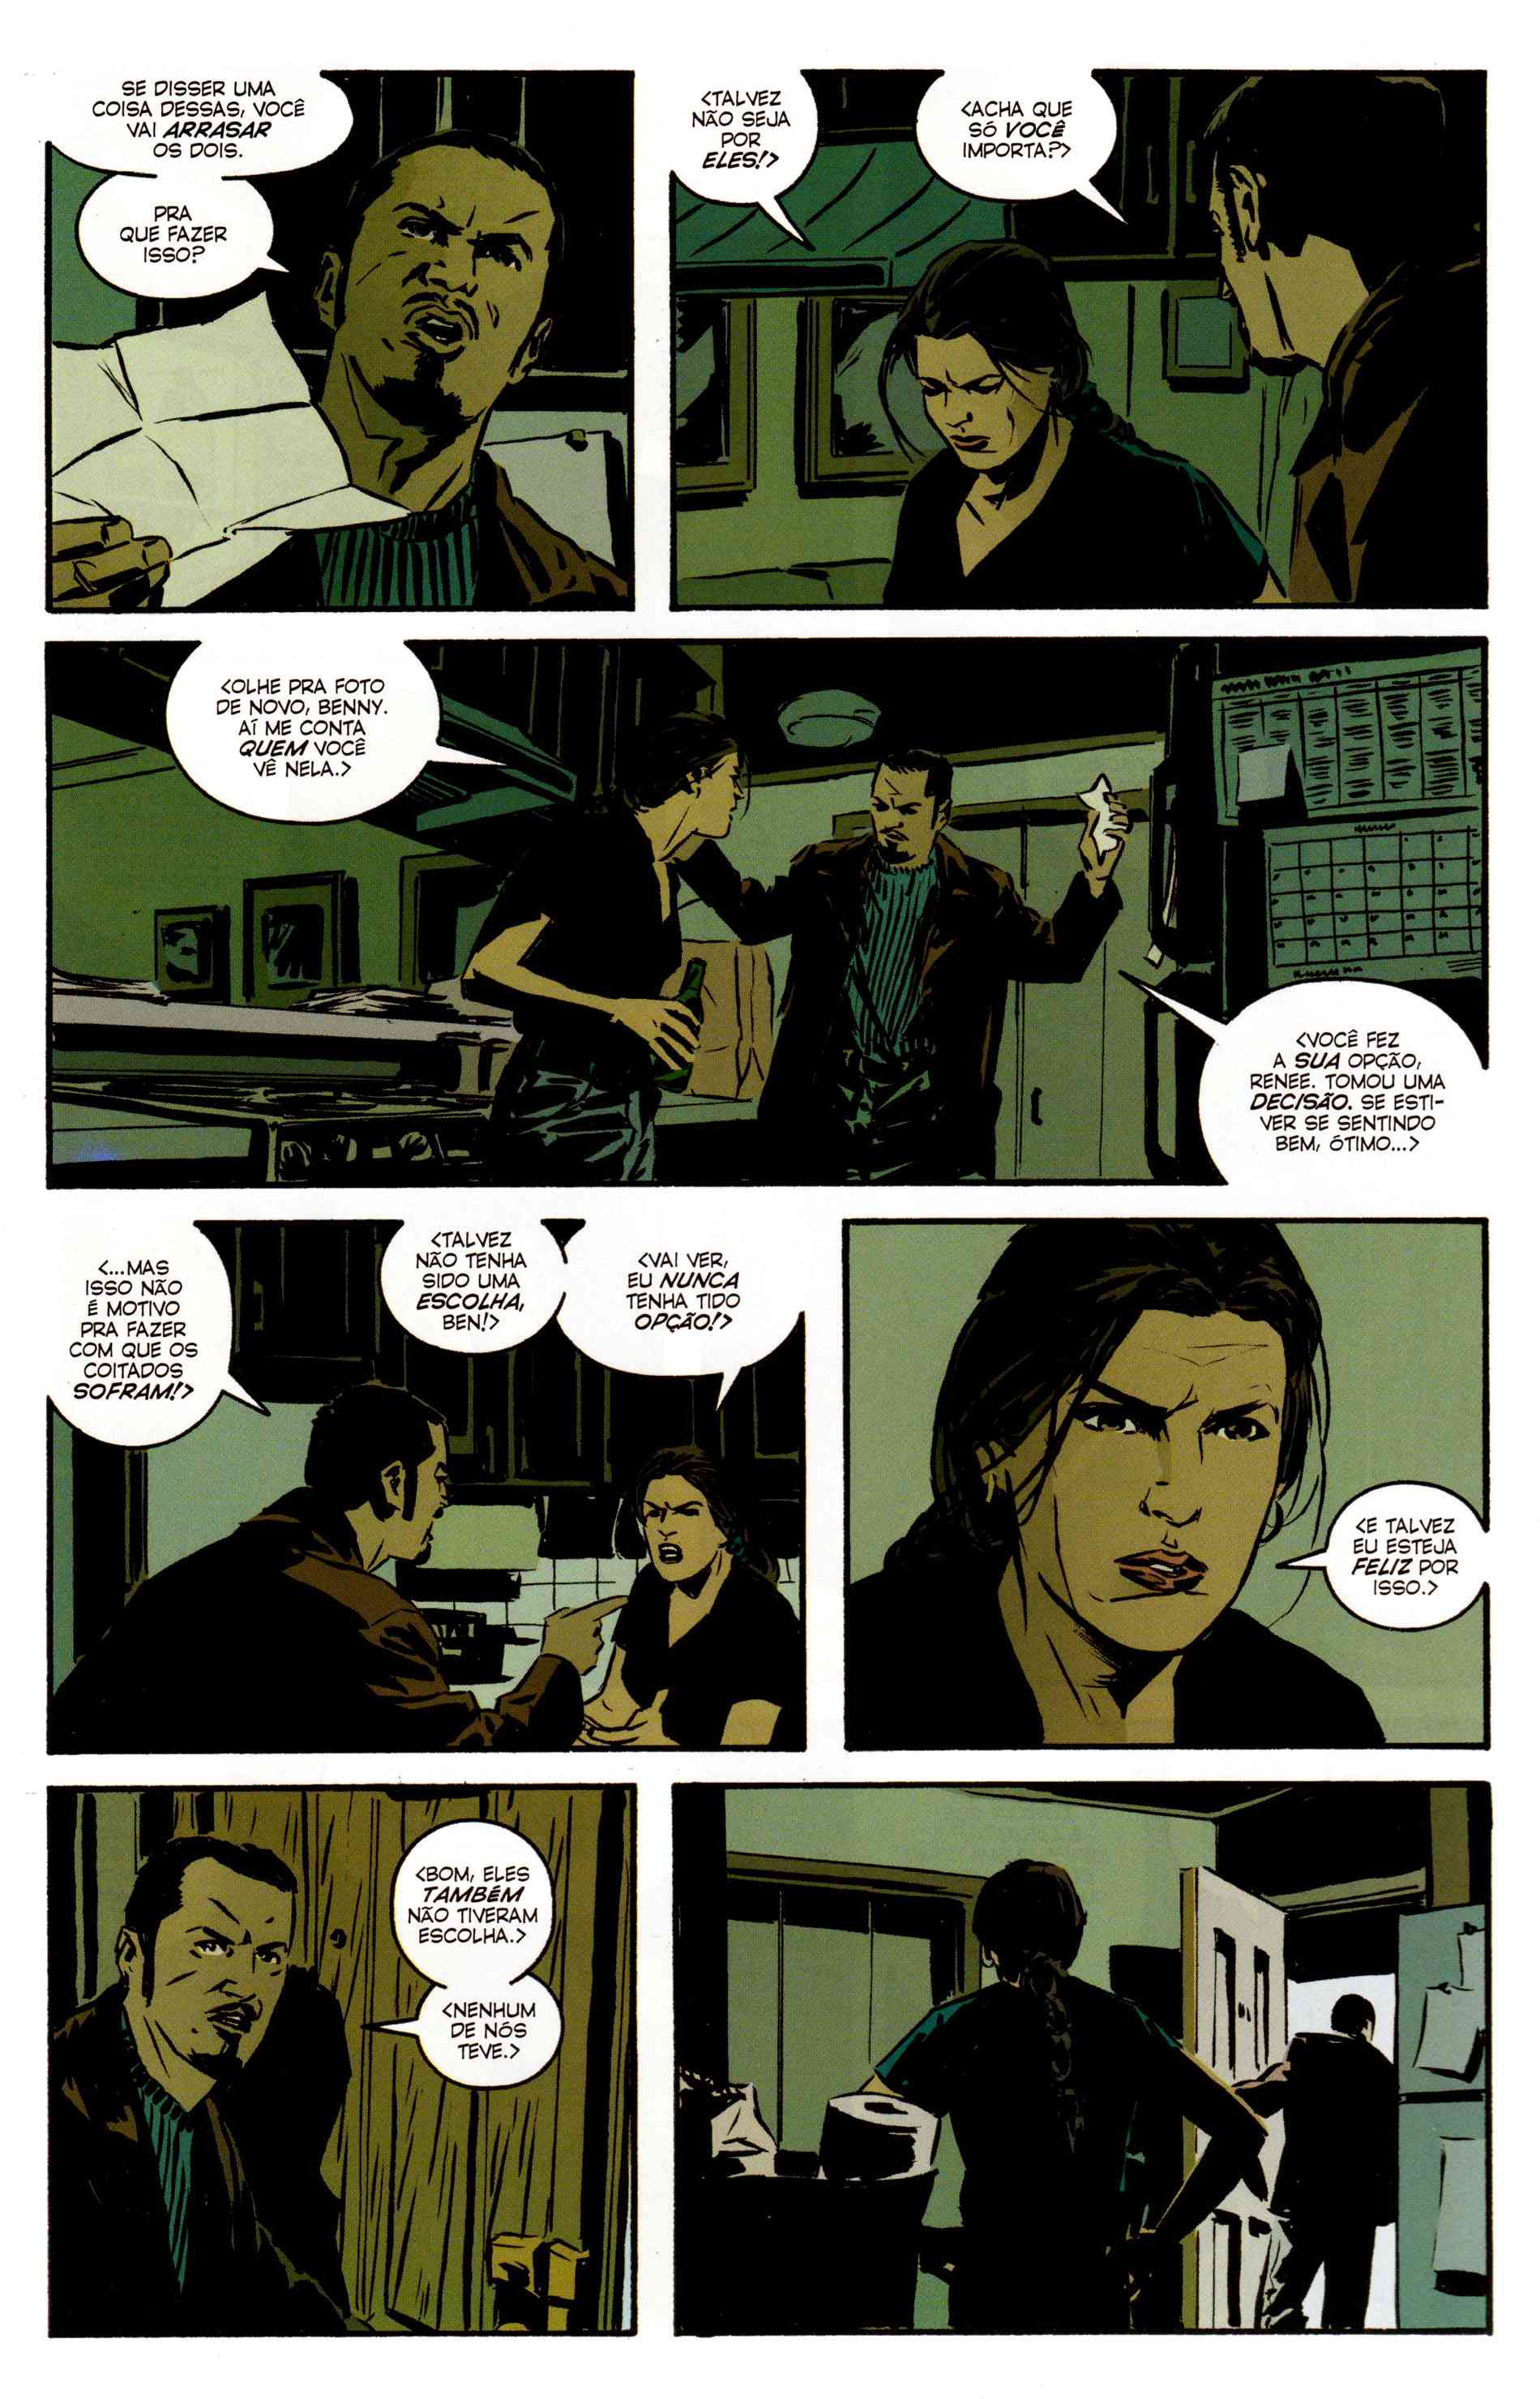 SE DISSER UMA
COISA DESSAS, VOCÊ
VAI ARRASAR
OS DOIS.
PRA
QUE FAZER
ISSO?
<TALVEZ
NÃO SEJA
POR
ELES!>
<ACHA QUE
SÓ VOCÊ
IMPORTA?>
<OLHE PRA FOTO
DE NOVO, BENNY.
AÍ ME CONTA
QUEM VOCÊ
VÊ NELA.>
<VOCÊ FEZ
A SUA OPÇÃO,
RENEE. TOMOU UMA
DECISÃO. SE ESTI-
VER SE SENTINDO
BEM, ÓTIMO...>
<...MAS
ISSO NÃO
É MOTIVO
PRA FAZER
COM QUE OS
COITADOS
SOFRAM!>
<TALVEZ
NÃO TENHA
SIDO UMA
ESCOLHA,
BEN!>
<VAI VER,
EU NUNCA
TENHA TIDO
OPÇÃO!>
<E TALVEZ
EU ESTEJA
FELIZ POR
ISSO.>
<BOM, ELES
TAMBÉM
NÃO TIVERAM
ESCOLHA.>
<NENHUM
DE NÓS
TEVE.>